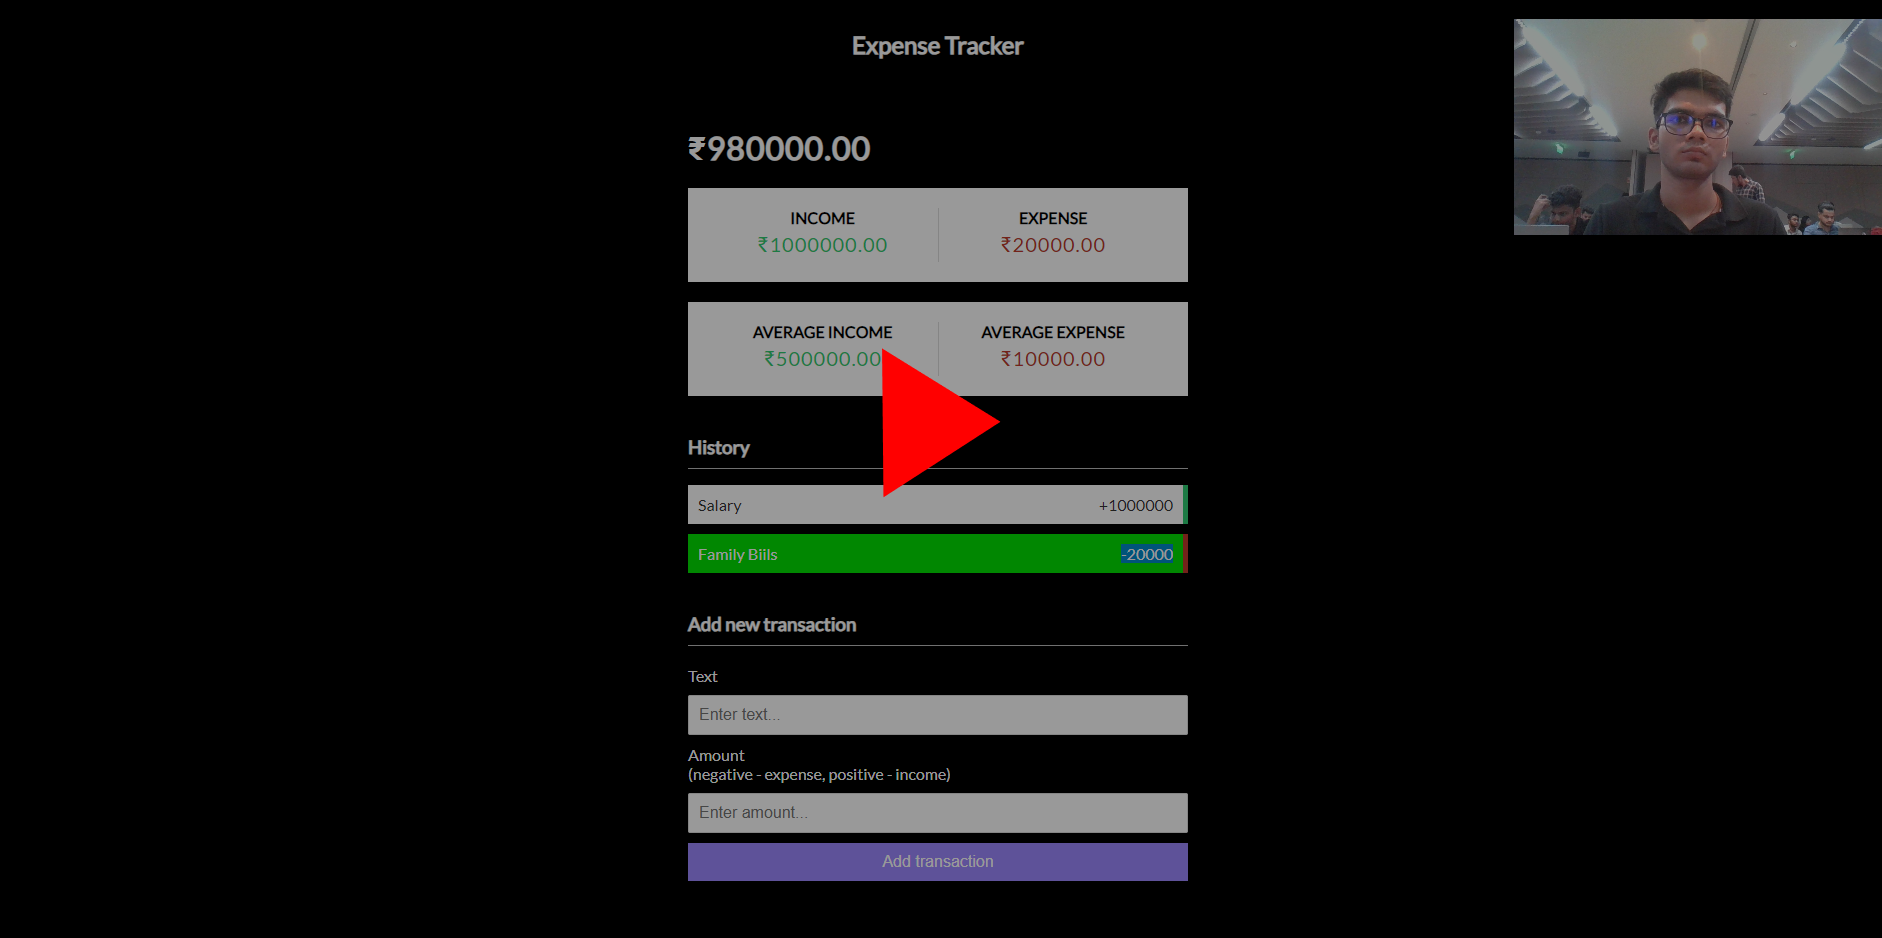 Expense Tracker
₹980000.00
INCOME EXPENSE
₹1000000.00 ₹20000.00
AVERAGE INCOME AVERAGE EXPENSE
₹500000.00 ₹10000.00
History
Salary +1000000
Family Biils -20000
Add new transaction
Text
Enter text...
Amount
(negative - expense, positive - income)
Enter amount...
Add transaction